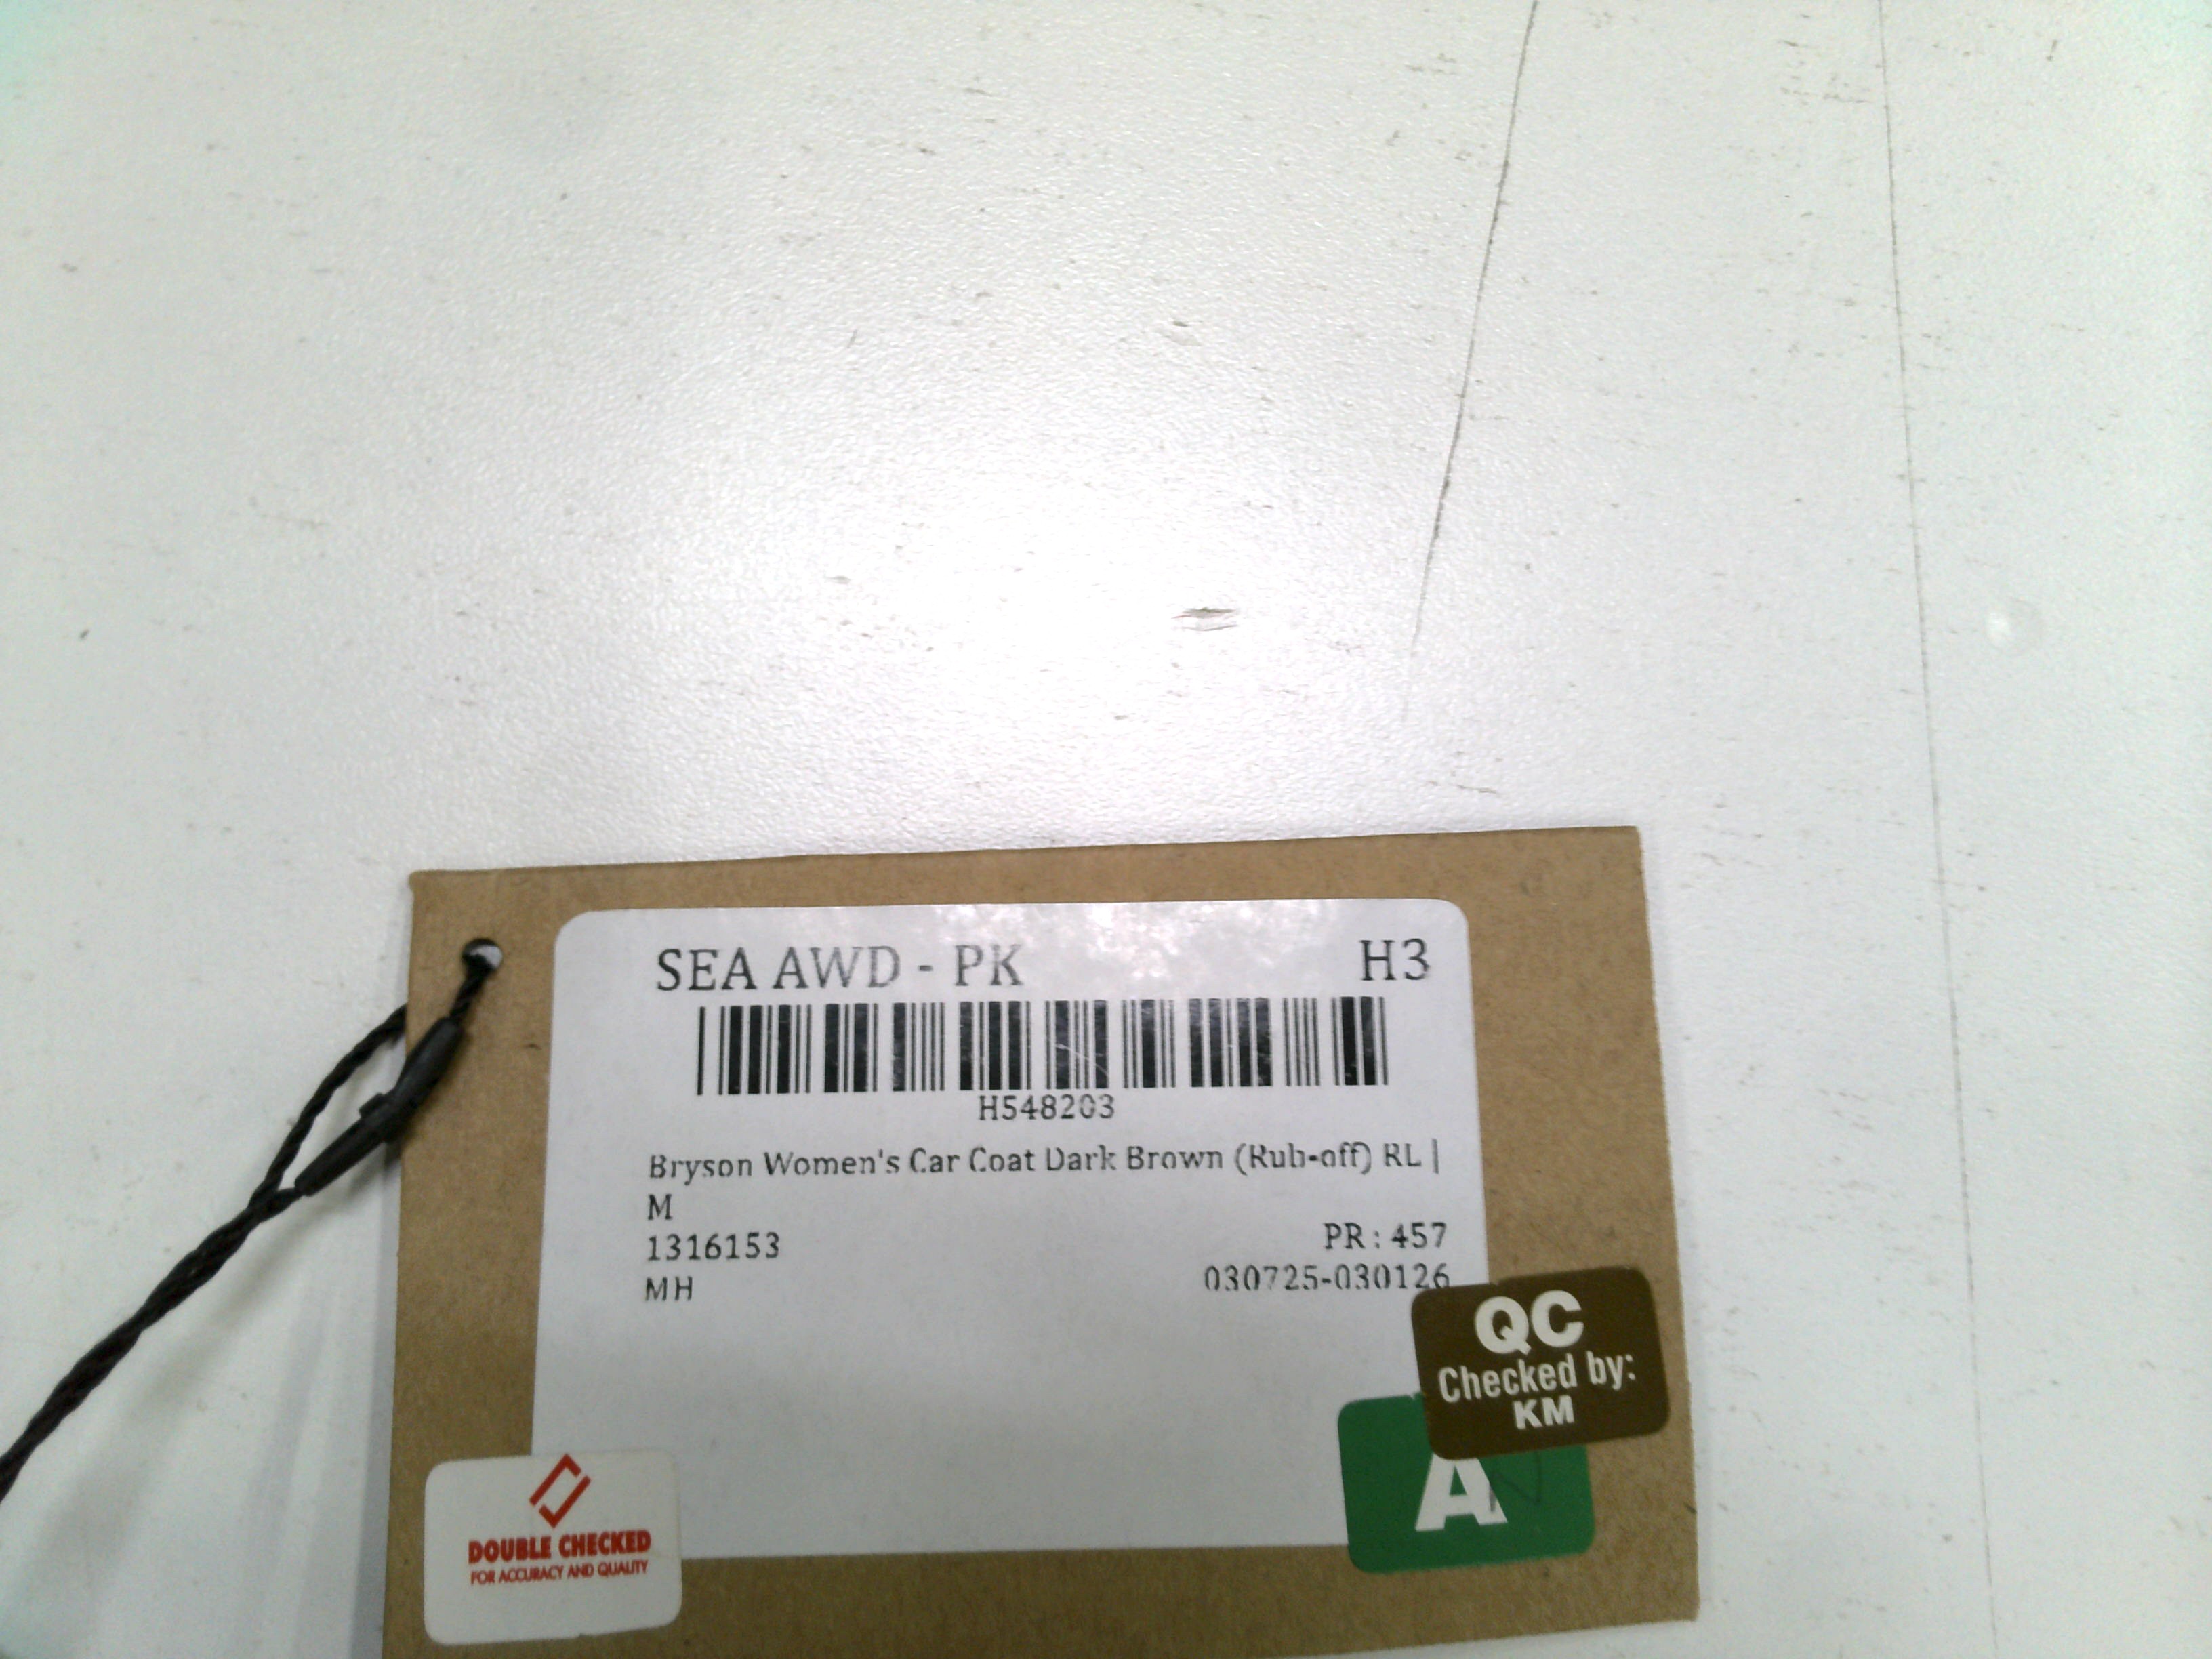 SEA AWD - PK H3
H548203
Bryson Women's Car Coat Dark Brown (Rub-off) RL |
M
1316153 PR : 457
MH 030725-030126
QC
Checked by:
KM
A
DOUBLE CHECKED
FOR ACCURACY AND QUALITY